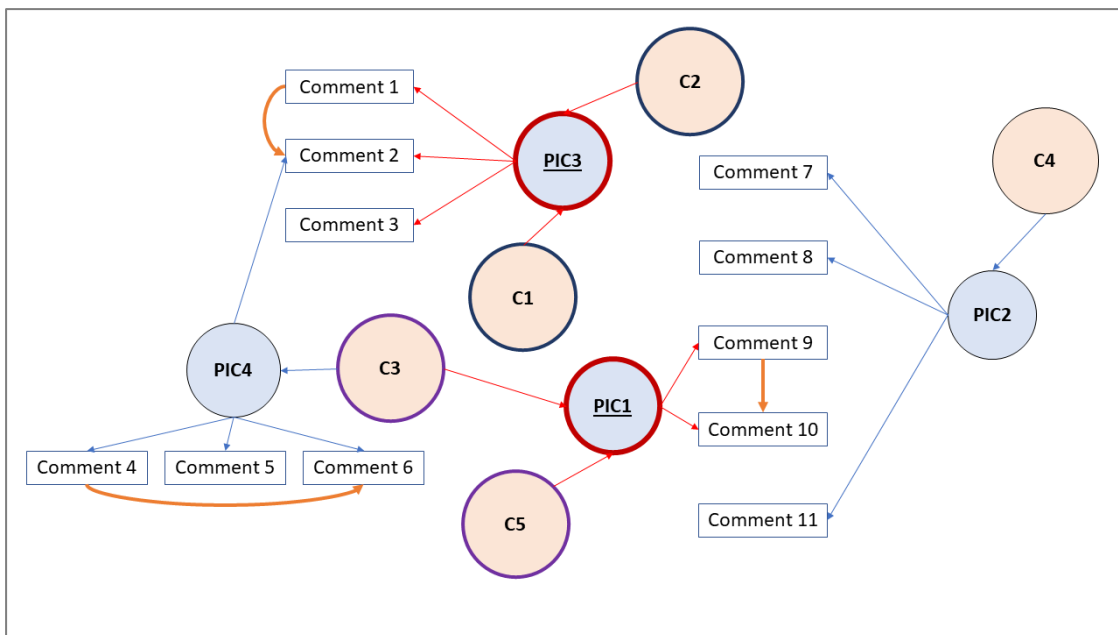 C2
Comment 1
PIC3
Comment 2
C4
Comment 7
Comment 3
Comment 8
C1
PIC2
Comment 9
C3
PIC4
PIC1
Comment 10
Comment 4
Comment 5
Comment 6
Comment 11
C5